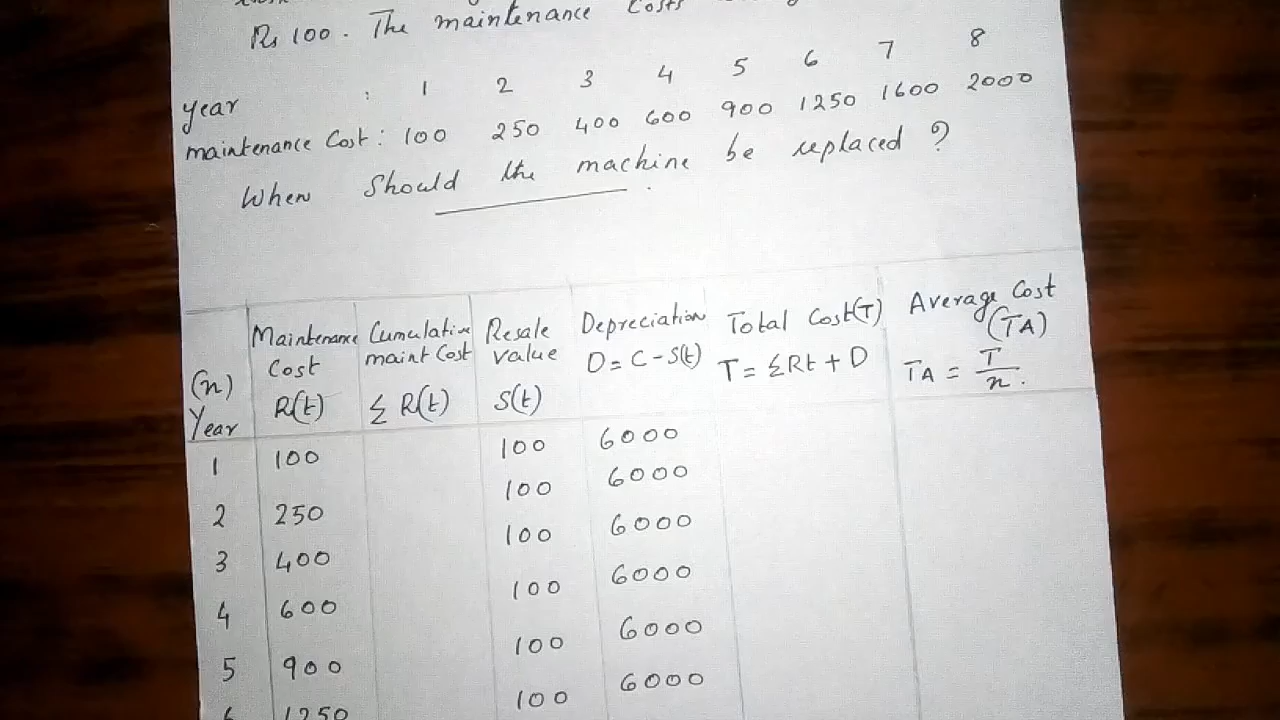 Rs 100. The maintenance costs
year : 1 2 3 4 5 6 7 8
maintenance Cost : 100 250 400 600 900 1250 1600 2000
When Should the machine be replaced ?
(n) Year Maintenance Cost R(t) Cumulative maint Cost Σ R(t) Resale value S(t) Depreciation D = C - S(t) Total Cost(T) T = ΣRt + D Average Cost (TA) TA = T/n.
1 100 100 6000
2 250 100 6000
3 400 100 6000
4 600 100 6000
5 900 100 6000
6 1250 100 6000